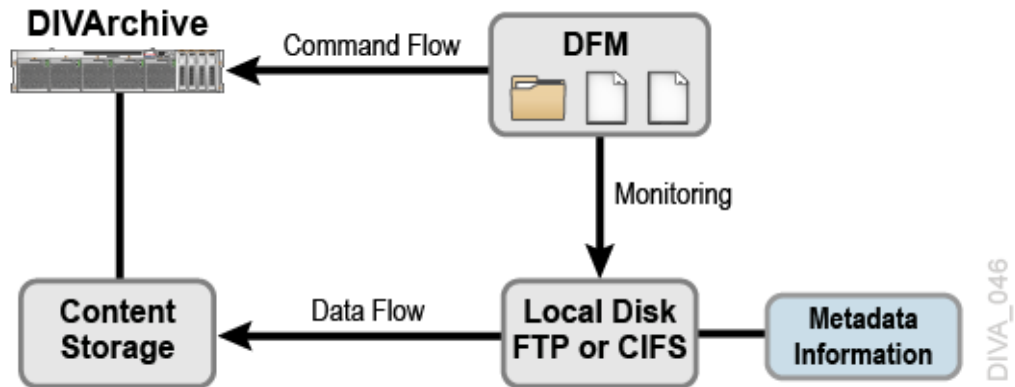 DIVArchive
Command Flow
DFM
Monitoring
Content
Storage
Data Flow
Local Disk
FTP or CIFS
Metadata
Information
DIVA_046